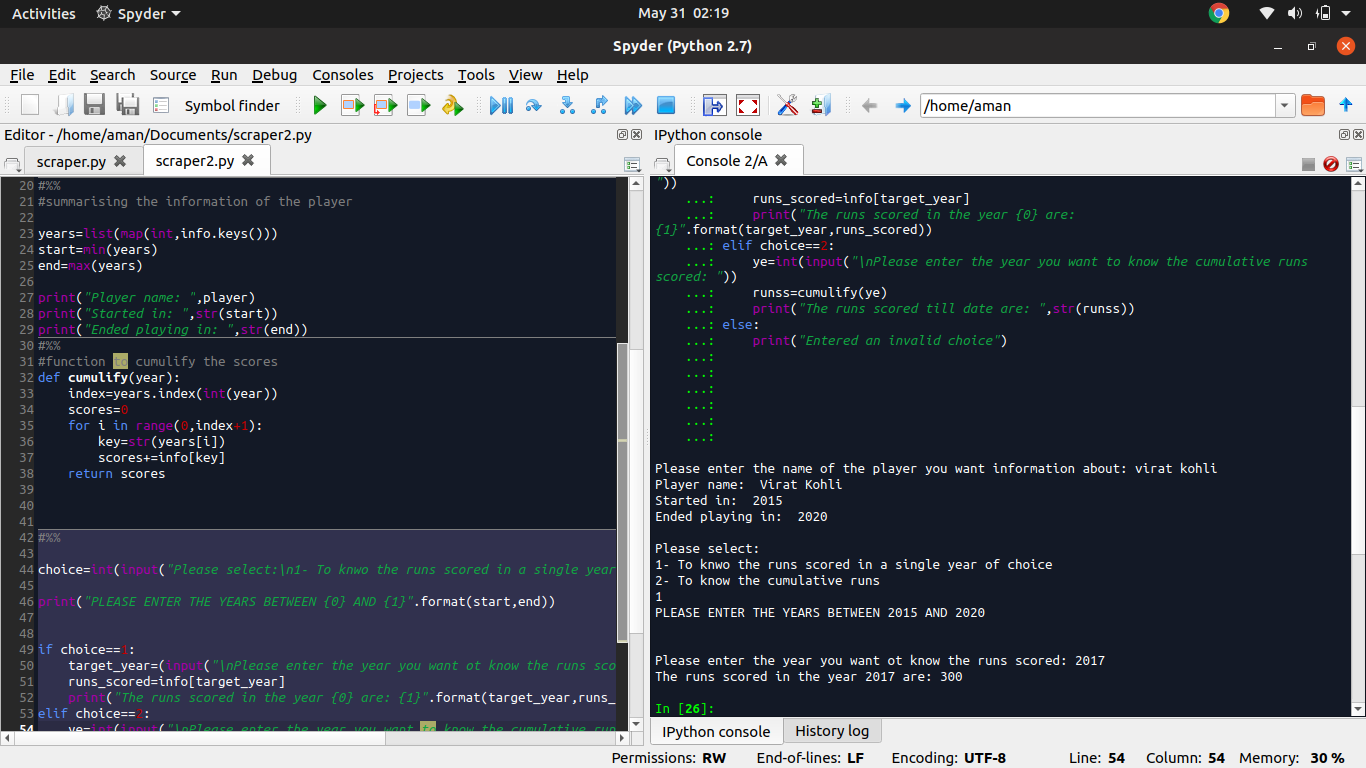 Activities Spyder May 31 02:19
Spyder (Python 2.7)
File Edit Search Source Run Debug Consoles Projects Tools View Help
Symbol finder /home/aman
Editor - /home/aman/Documents/scraper2.py
scraper.py scraper2.py
20 #%%
21 #summarising the information of the player
22
23 years=list(map(int,info.keys()))
24 start=min(years)
25 end=max(years)
26
27 print("Player name: ",player)
28 print("Started in: ",str(start))
29 print("Ended playing in: ",str(end))
30 #%%
31 #function to cumulify the scores
32 def cumulify(year):
33     index=years.index(int(year))
34     scores=0
35     for i in range(0,index+1):
36         key=str(years[i])
37         scores+=info[key]
38     return scores
39
40
41
42 #%%
43
44 choice=int(input("Please select:\n1- To knwo the runs scored in a single year
45
46 print("PLEASE ENTER THE YEARS BETWEEN {0} AND {1}".format(start,end))
47
48
49 if choice==1:
50     target_year=(input("\nPlease enter the year you want ot know the runs sco
51     runs_scored=info[target_year]
52     print("The runs scored in the year {0} are: {1}".format(target_year,runs_
53 elif choice==2:
54     ye=int(input("\nPlease enter the year you want to know the cumulative run
IPython console
Console 2/A
"))
...:     runs_scored=info[target_year]
...:     print("The runs scored in the year {0} are:
{1}".format(target_year,runs_scored))
...: elif choice==2:
...:     ye=int(input("\nPlease enter the year you want to know the cumulative runs
scored: "))
...:     runss=cumulify(ye)
...:     print("The runs scored till date are: ",str(runss))
...: else:
...:     print("Entered an invalid choice")
...:
...:
...:
...:
...:
...:
Please enter the name of the player you want information about: virat kohli
Player name:  Virat Kohli
Started in:  2015
Ended playing in:  2020
Please select:
1- To knwo the runs scored in a single year of choice
2- To know the cumulative runs
1
PLEASE ENTER THE YEARS BETWEEN 2015 AND 2020
Please enter the year you want ot know the runs scored: 2017
The runs scored in the year 2017 are: 300
In [26]:
IPython console History log
Permissions: RW End-of-lines: LF Encoding: UTF-8 Line: 54 Column: 54 Memory: 30 %